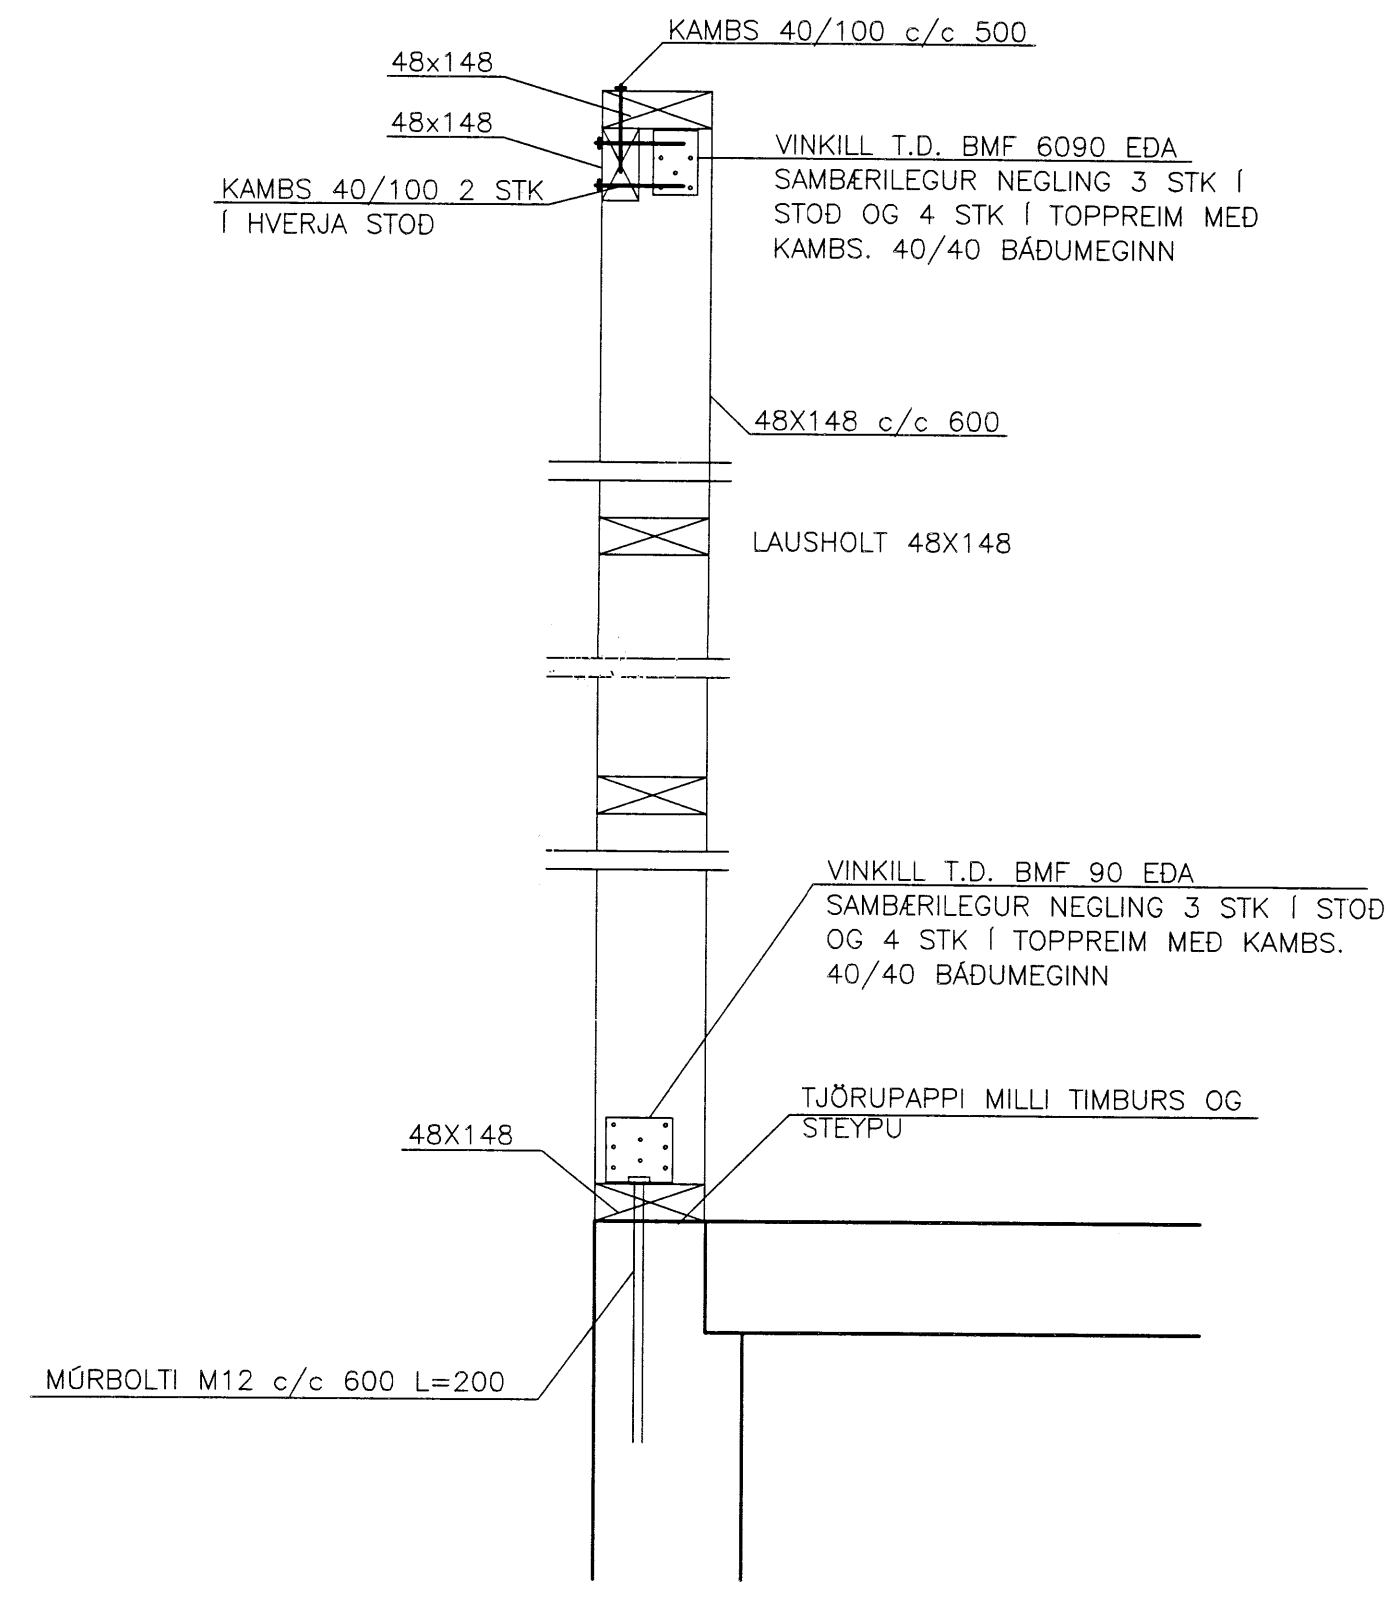 KAMBS 40/100 c/c 500
48x148
48x148
KAMBS 40/100 2 STK
Í HVERJA STOÐ
VINKILL T.D. BMF 6090 EÐA
SAMBÆRILEGUR NEGLING 3 STK Í
STOÐ OG 4 STK Í TOPPREIM MEÐ
KAMBS. 40/40 BÁÐUMEGINN
48X148 c/c 600
LAUSHOLT 48X148
VINKILL T.D. BMF 90 EÐA
SAMBÆRILEGUR NEGLING 3 STK Í STOÐ
OG 4 STK Í TOPPREIM MEÐ KAMBS.
40/40 BÁÐUMEGINN
TJÖRUPAPPI MILLI TIMBURS OG
STEYPU
48X148
MÚRBOLTI M12 c/c 600 L=200